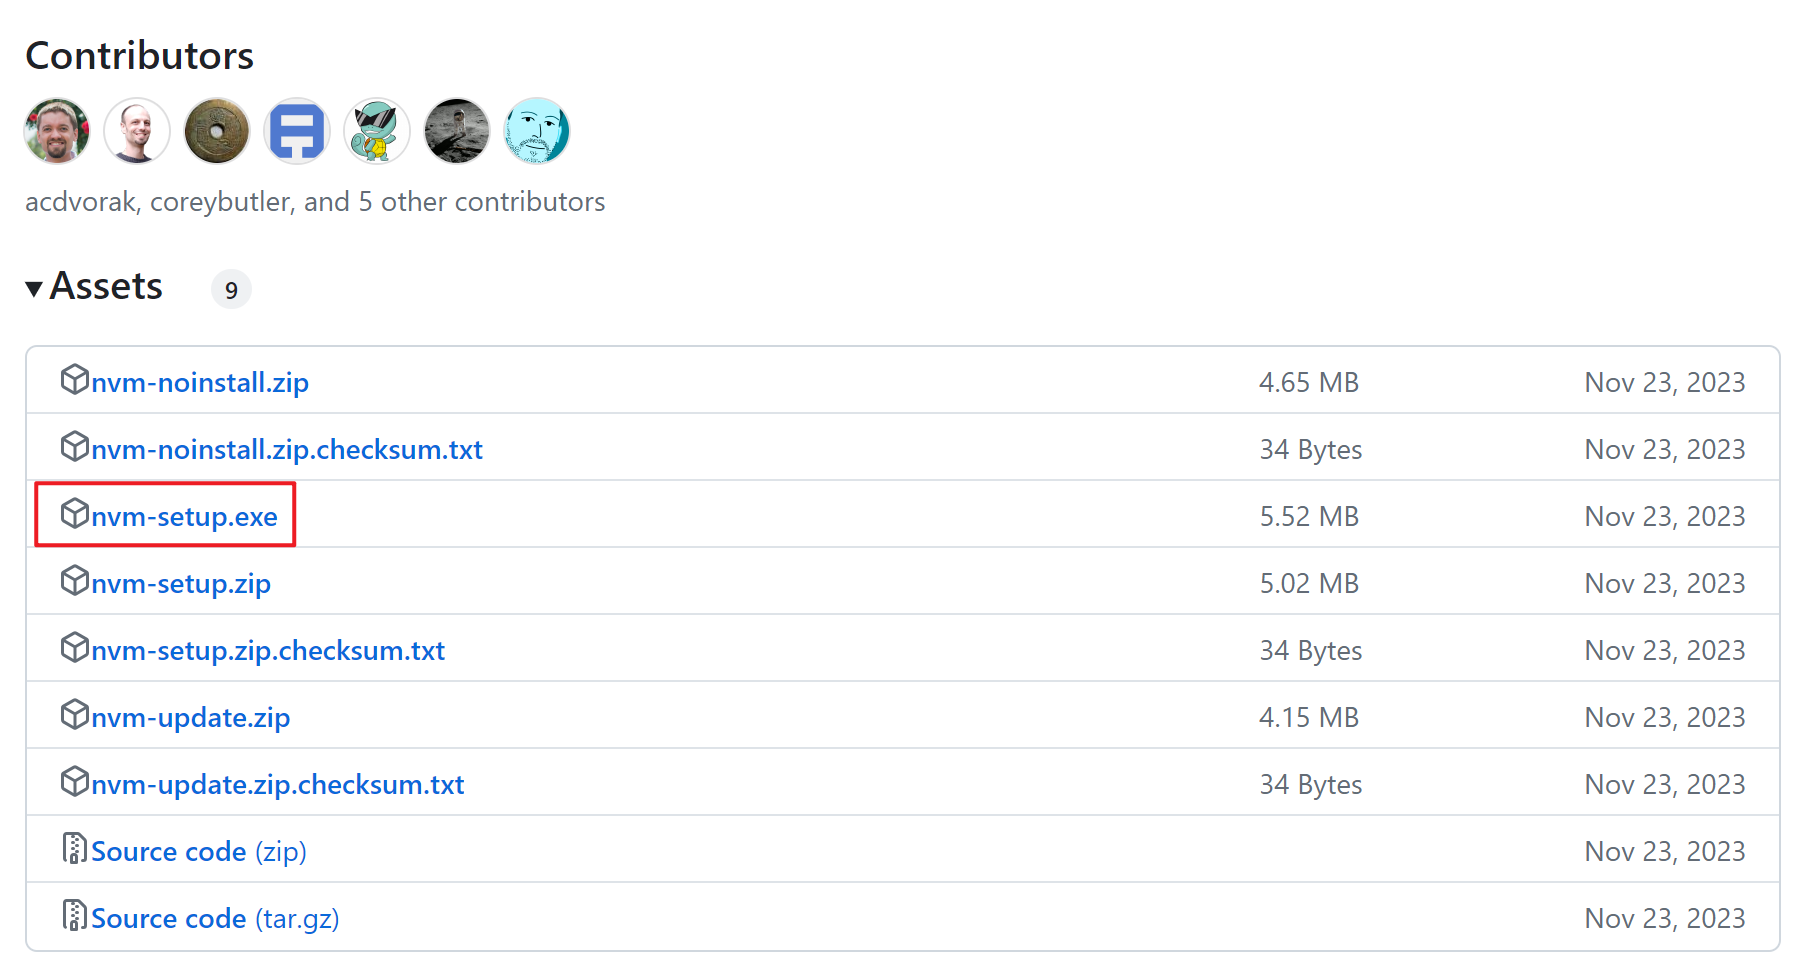 Contributors
acdvorak, coreybutler, and 5 other contributors
Assets 9
nvm-noinstall.zip 4.65 MB Nov 23, 2023
nvm-noinstall.zip.checksum.txt 34 Bytes Nov 23, 2023
nvm-setup.exe 5.52 MB Nov 23, 2023
nvm-setup.zip 5.02 MB Nov 23, 2023
nvm-setup.zip.checksum.txt 34 Bytes Nov 23, 2023
nvm-update.zip 4.15 MB Nov 23, 2023
nvm-update.zip.checksum.txt 34 Bytes Nov 23, 2023
Source code (zip) Nov 23, 2023
Source code (tar.gz) Nov 23, 2023